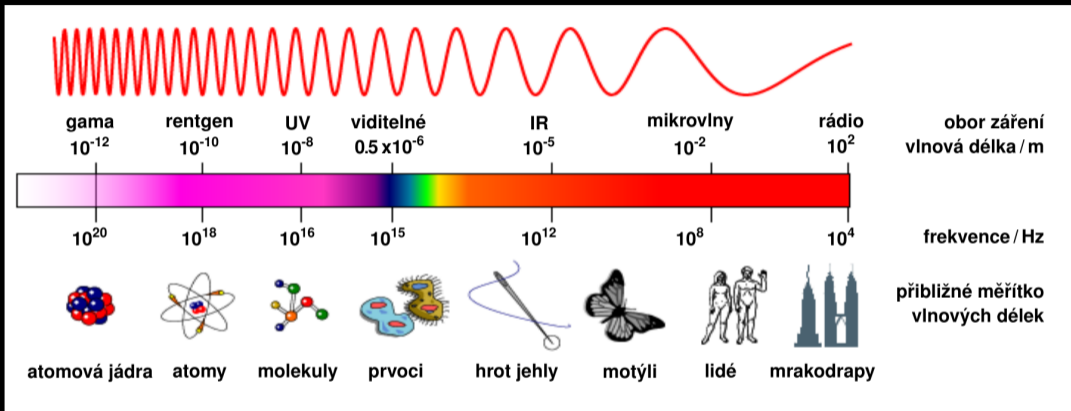 gama rentgen UV viditelné IR mikrovlny rádio obor záření
10⁻¹² 10⁻¹⁰ 10⁻⁸ 0.5 x10⁻⁶ 10⁻⁵ 10⁻² 10² vlnová délka / m
10²⁰ 10¹⁸ 10¹⁶ 10¹⁵ 10¹² 10⁸ 10⁴ frekvence / Hz
přibližné měřítko
vlnových délek
atomová jádra atomy molekuly prvoci hrot jehly motýli lidé mrakodrapy